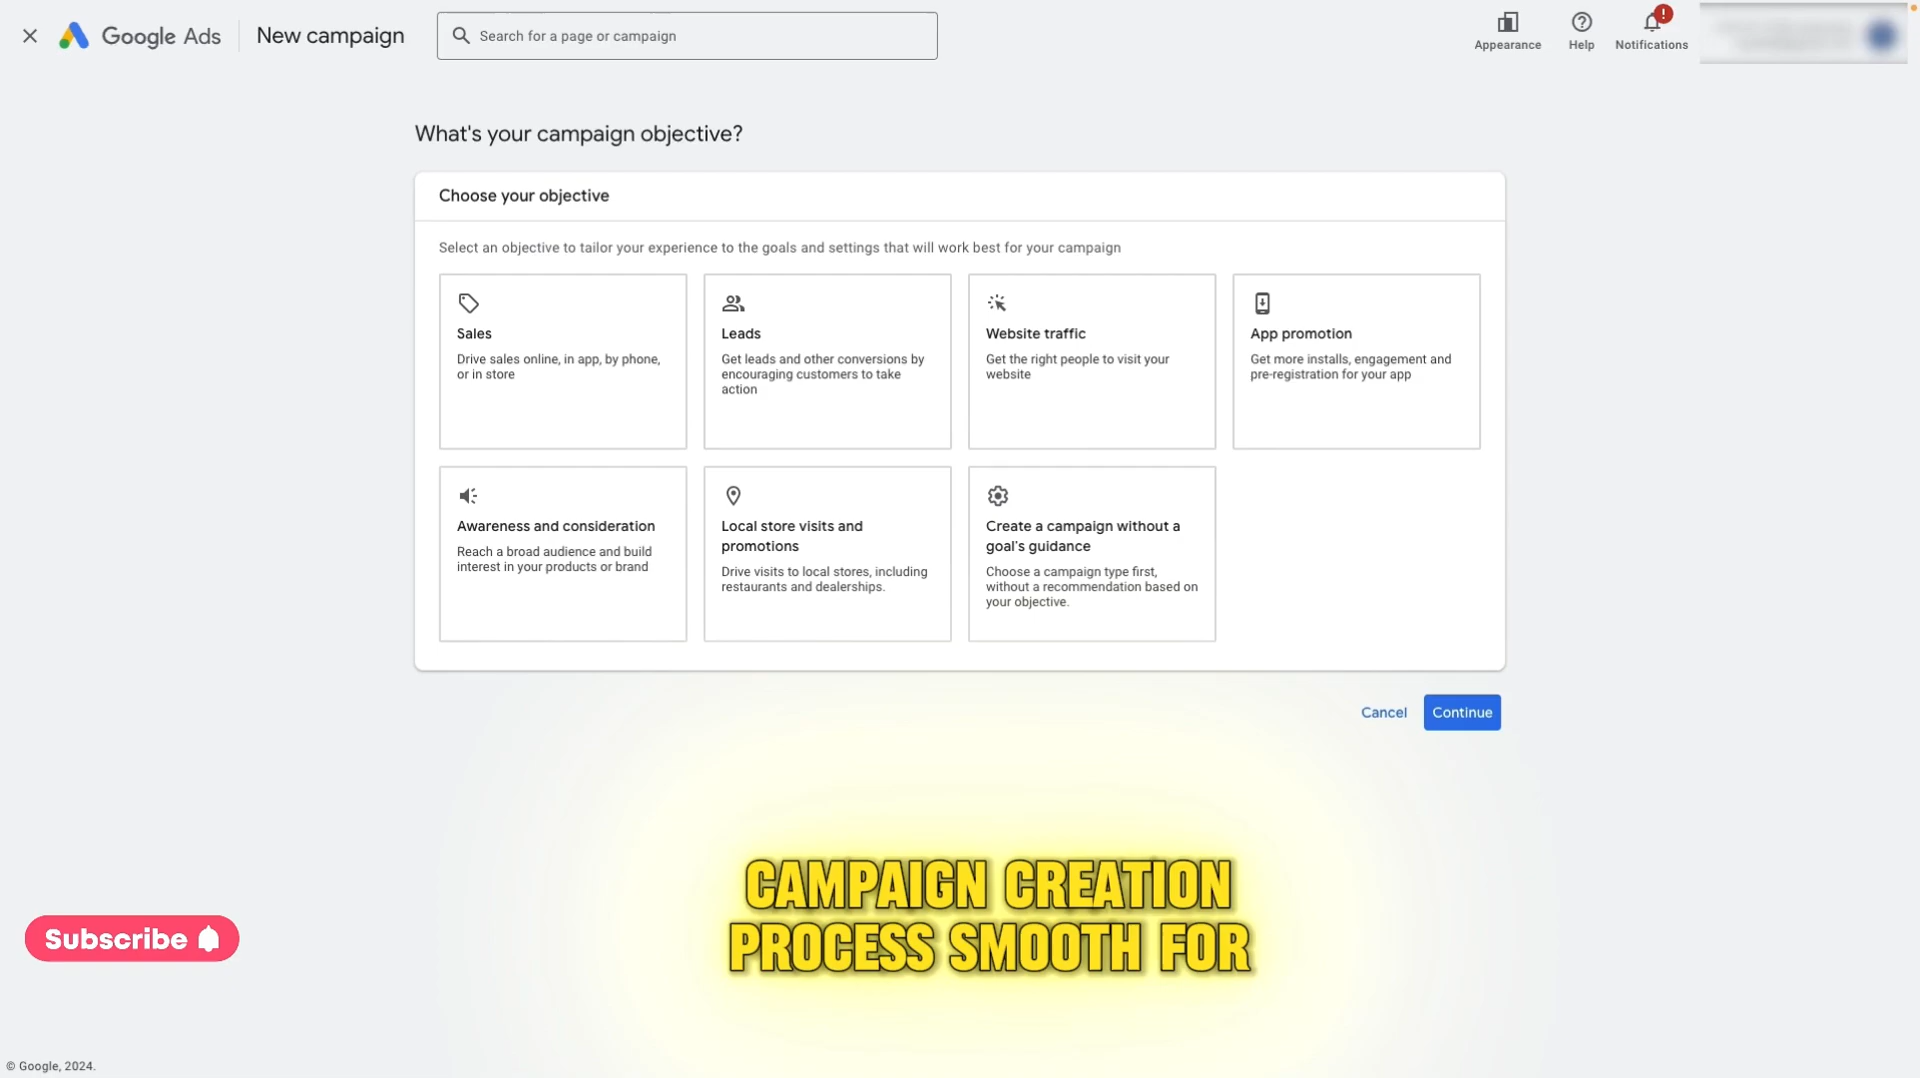 Google Ads
New campaign
Search for a page or campaign
Appearance
Help
!
Notifications
What's your campaign objective?
Choose your objective
Select an objective to tailor your experience to the goals and settings that will work best for your campaign
Sales
Drive sales online, in app, by phone,
or in store
Leads
Get leads and other conversions by
encouraging customers to take
action
Website traffic
Get the right people to visit your
website
App promotion
Get more installs, engagement and
pre-registration for your app
Awareness and consideration
Reach a broad audience and build
interest in your products or brand
Local store visits and
promotions
Drive visits to local stores, including
restaurants and dealerships.
Create a campaign without a
goal's guidance
Choose a campaign type first,
without a recommendation based on
your objective.
Cancel
Continue
CAMPAIGN CREATION
PROCESS SMOOTH FOR
Subscribe
© Google, 2024.